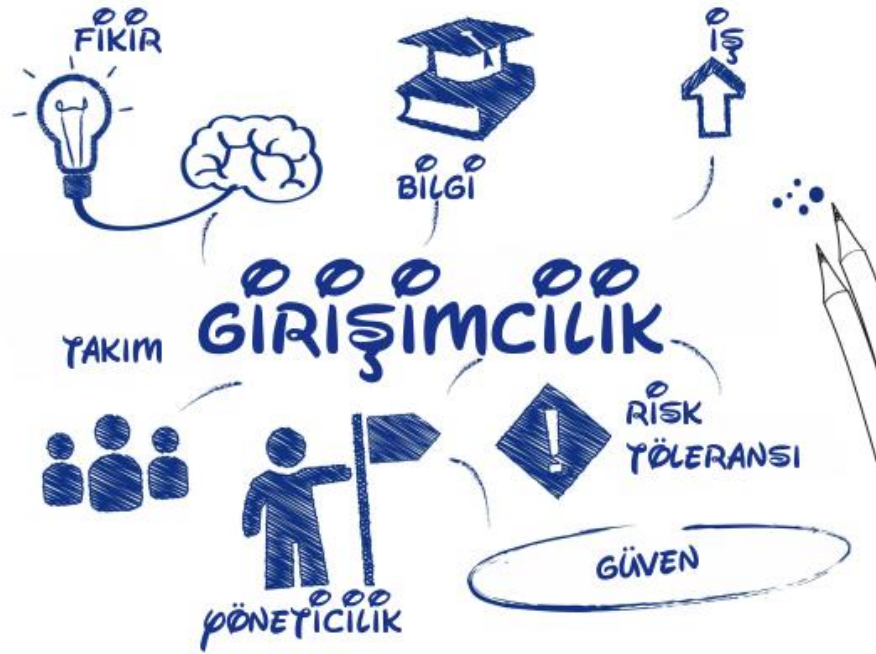 FİKİR
BİLGİ
İŞ
GİRİŞİMCİLİK
TAKIM
RİSK
TÖLERANSI
GÜVEN
YÖNETİCİLİK